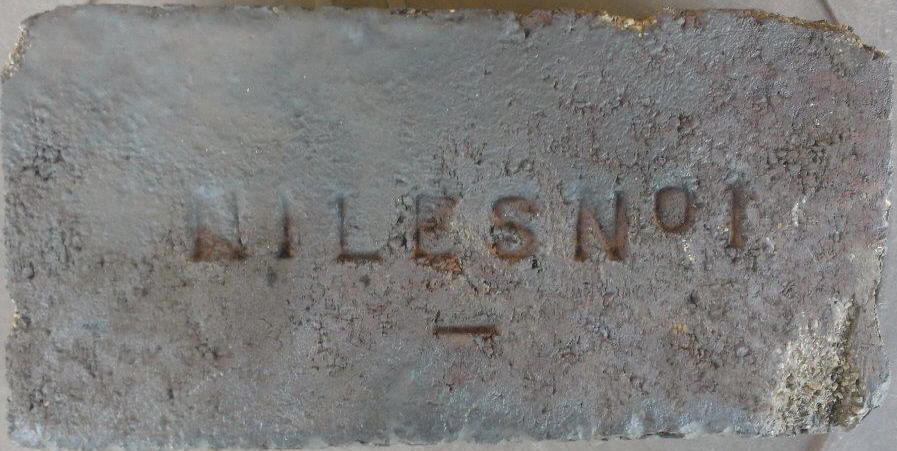 NILES Nº 1
–